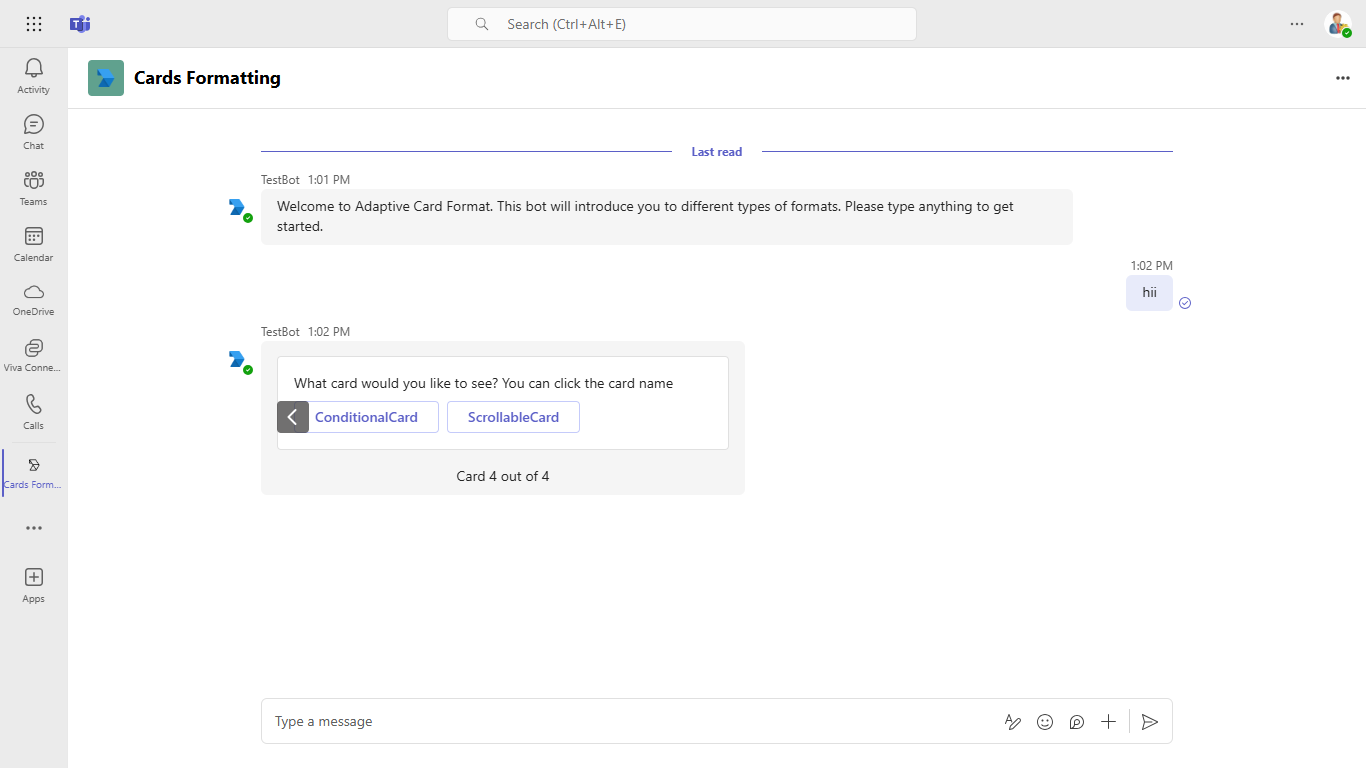 Search (Ctrl+Alt+E)
Activity
Chat
Teams
Calendar
OneDrive
Viva Conne...
Calls
Cards Form...
Apps
Cards Formatting
Last read
TestBot 1:01 PM
Welcome to Adaptive Card Format. This bot will introduce you to different types of formats. Please type anything to get
started.
1:02 PM
hii
TestBot 1:02 PM
What card would you like to see? You can click the card name
ConditionalCard ScrollableCard
Card 4 out of 4
Type a message